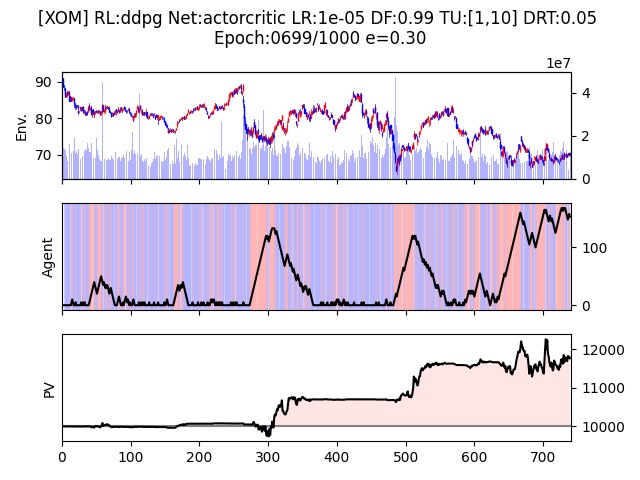 [XOM] RL:ddpg Net:actorcritic LR:1e-05 DF:0.99 TU:[1,10] DRT:0.05
Epoch:0699/1000 e=0.30
1e7
Env.
90
80
70
4
2
0
Agent
100
0
PV
12000
11000
10000
0 100 200 300 400 500 600 700